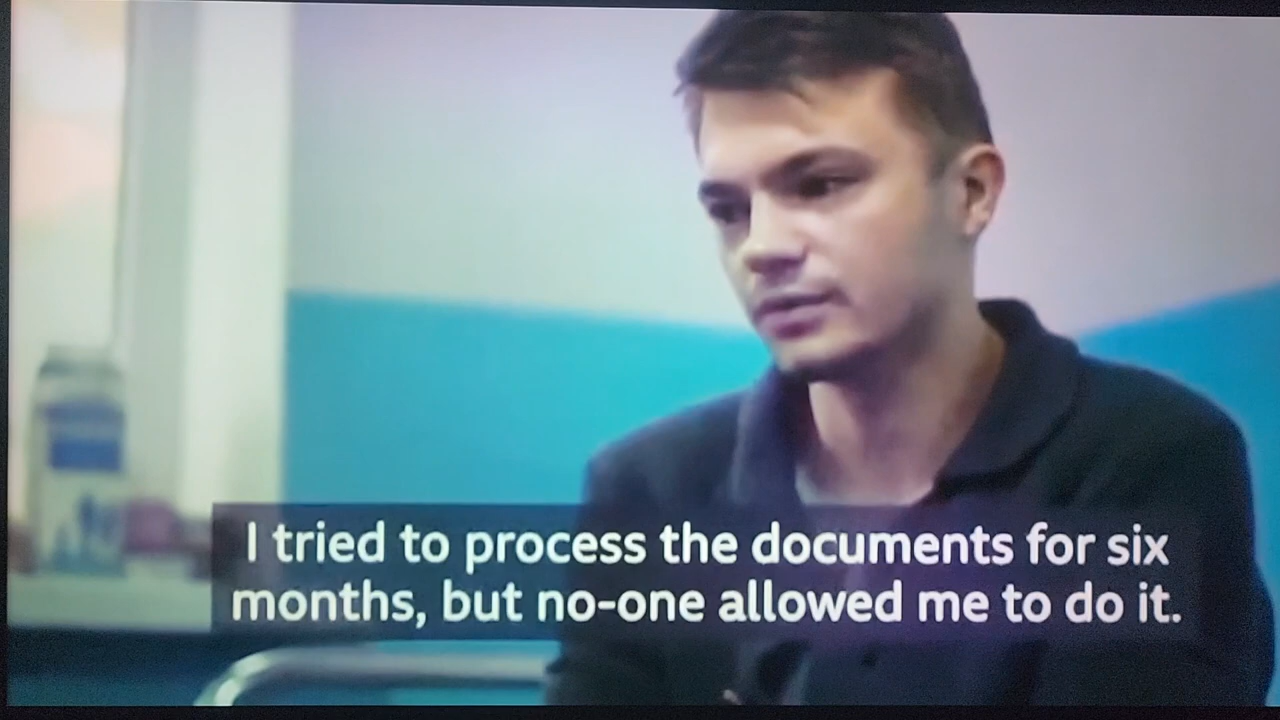 I tried to process the documents for six
months, but no-one allowed me to do it.